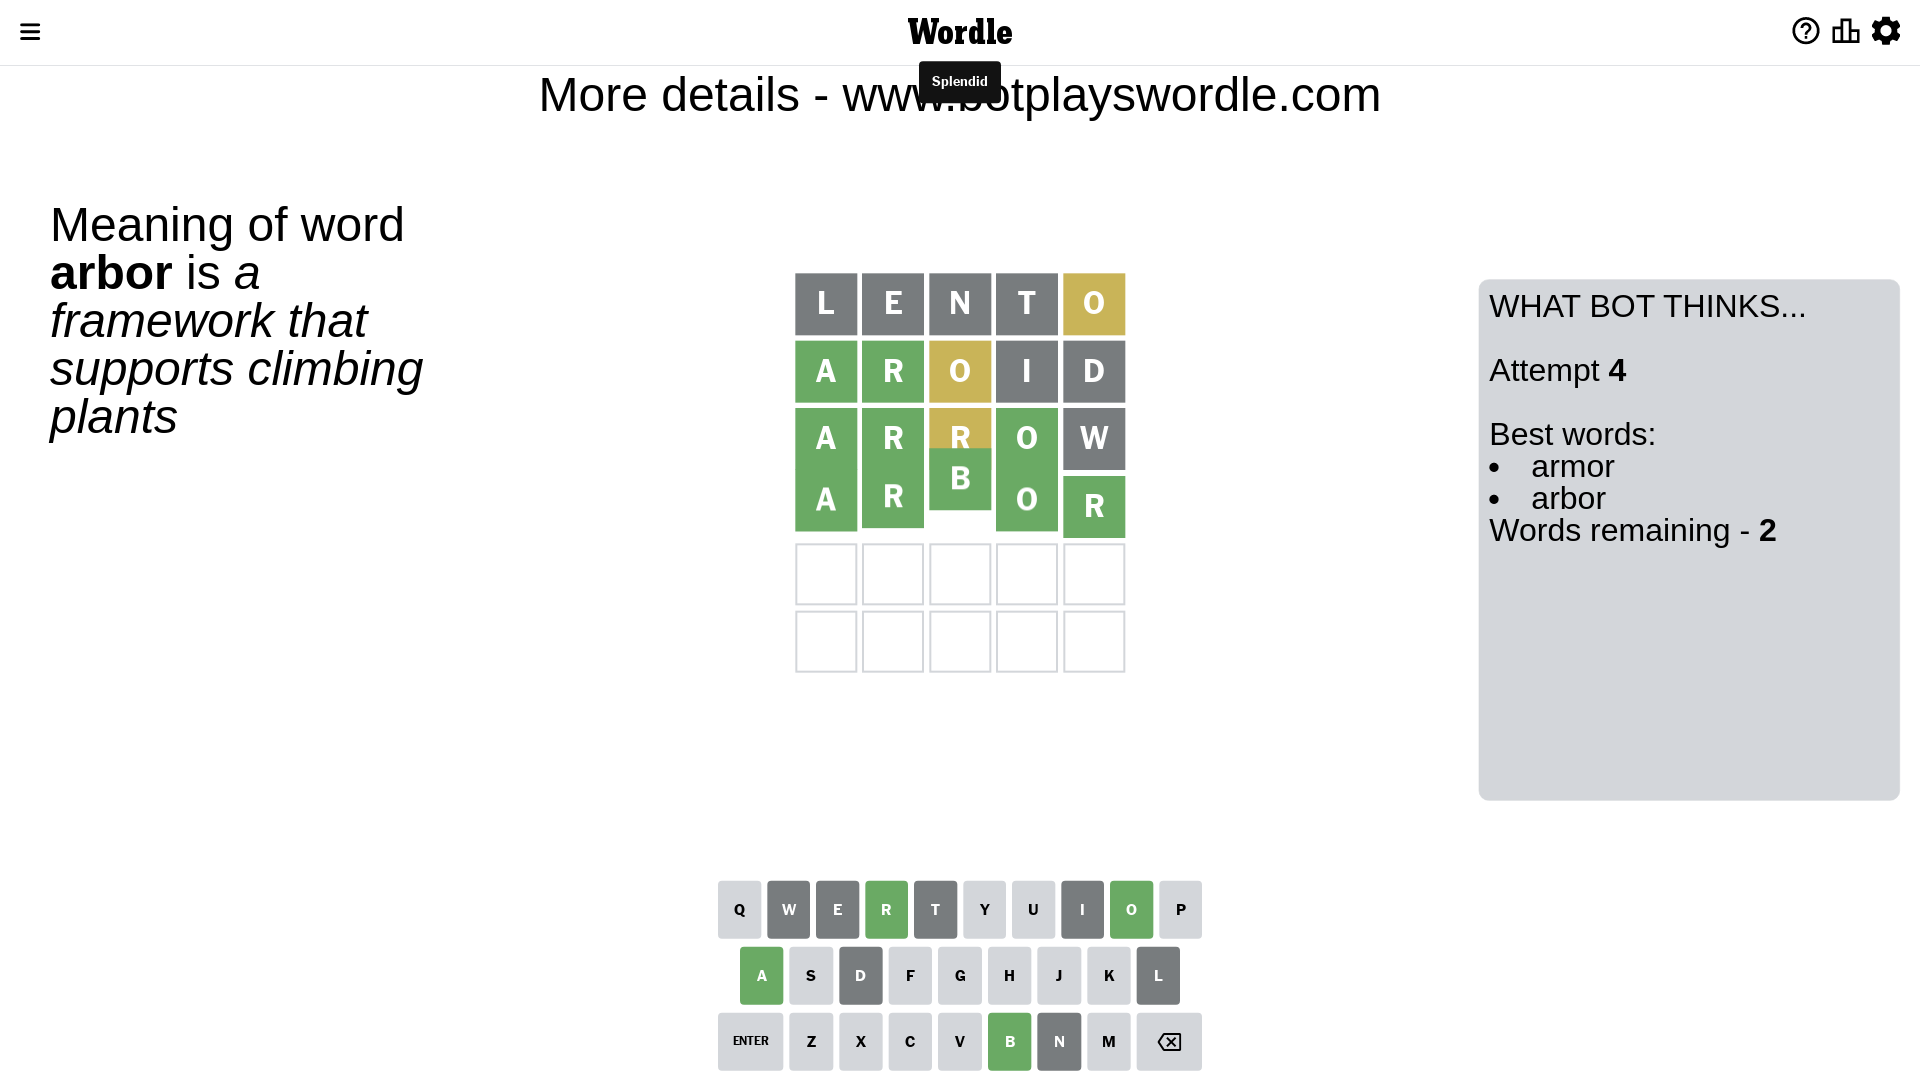 Wordle
Splendid
More details - www.botplayswordle.com
Meaning of word
arbor is a
framework that
supports climbing
plants
L E N T O
A R O I D
A R R O W
A R B O R
WHAT BOT THINKS...
Attempt 4
Best words:
• armor
• arbor
Words remaining - 2
Q W E R T Y U I O P
A S D F G H J K L
ENTER Z X C V B N M